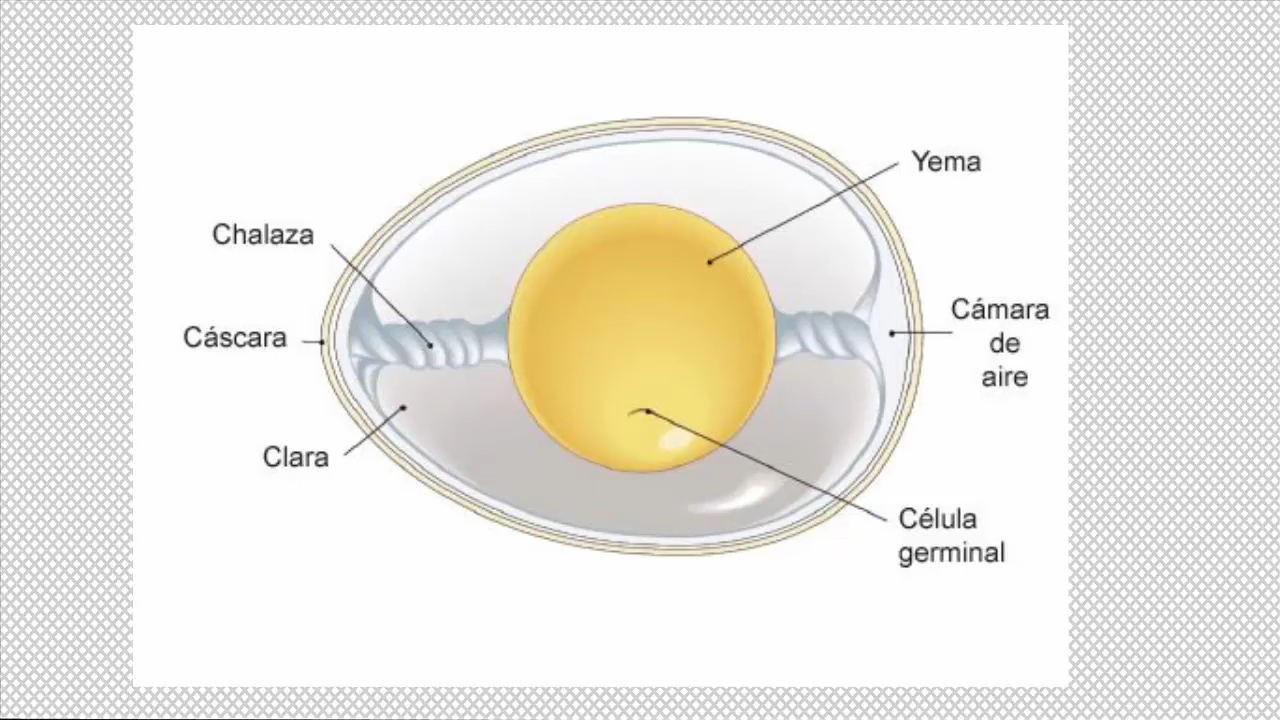 Yema
Chalaza
Cáscara
Cámara
de
aire
Clara
Célula
germinal